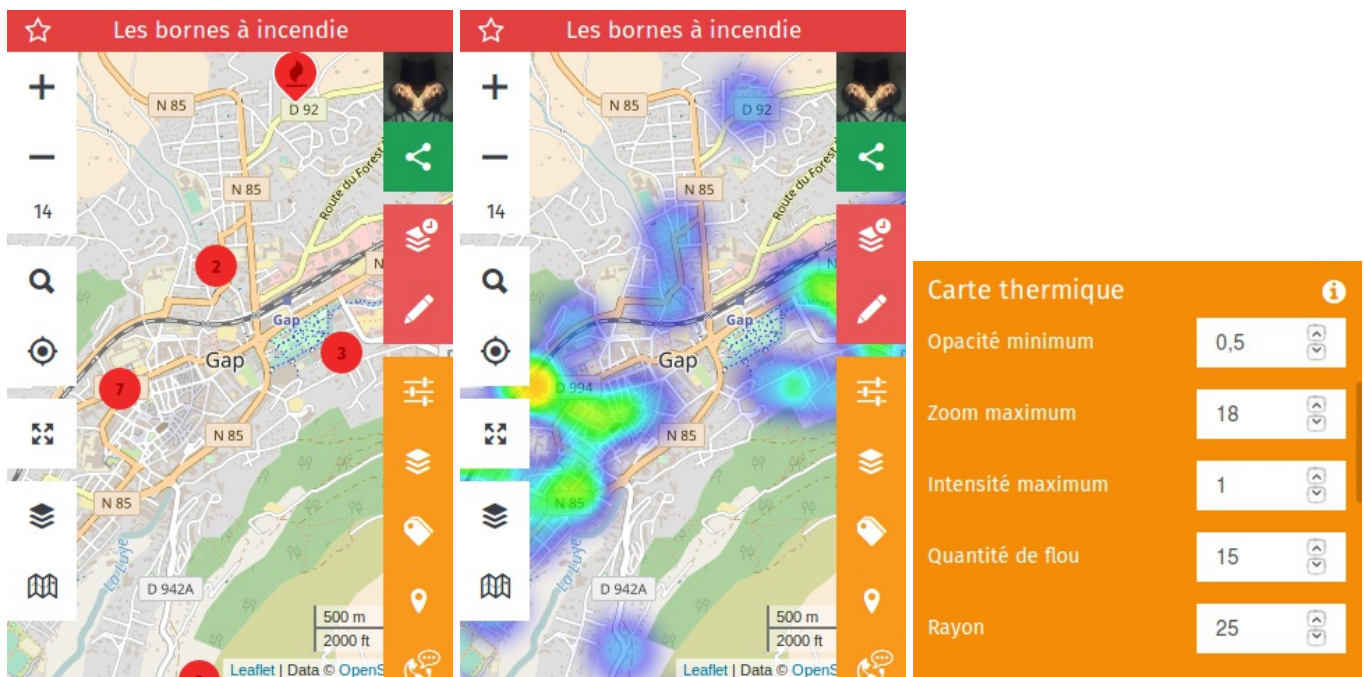 Les bornes à incendie
14
N 85
D 92
N 85
Route du Forest
2
N
Gap
3
Gap
7
N 85
N 85
La Luye
D 942A
500 m
2000 ft
Leaflet | Data © OpenS
Les bornes à incendie
14
N 85
D 92
N 85
Route du Forest
N
Gap
Gap
D 994
N 85
N 85
La Luye
D 942A
500 m
2000 ft
Leaflet | Data © OpenS
Carte thermique
Opacité minimum 0,5
Zoom maximum 18
Intensité maximum 1
Quantité de flou 15
Rayon 25